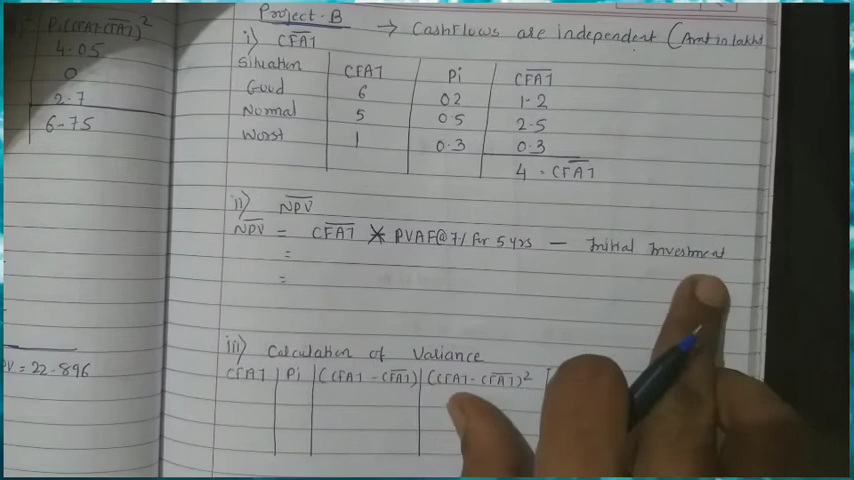 Pi(CFAT-CFAT)²
4.05
0
2.7
6-75
V = 22.896
Project-B → Cashflows are independent (Amt in lakhs
i) CFAT
Situation CFAT Pi CFAT
Good 6 0.2 1.2
Normal 5 0.5 2.5
Worst 1 0.3 0.3
4 - CFAT
ii) NPV
NPV = CFAT * PVAF@7% for 5 yrs — Initial Investment
=
=
iii) Calculation of Variance
CFAT Pi (CFAT-CFAT) (CFAT-CFAT)²